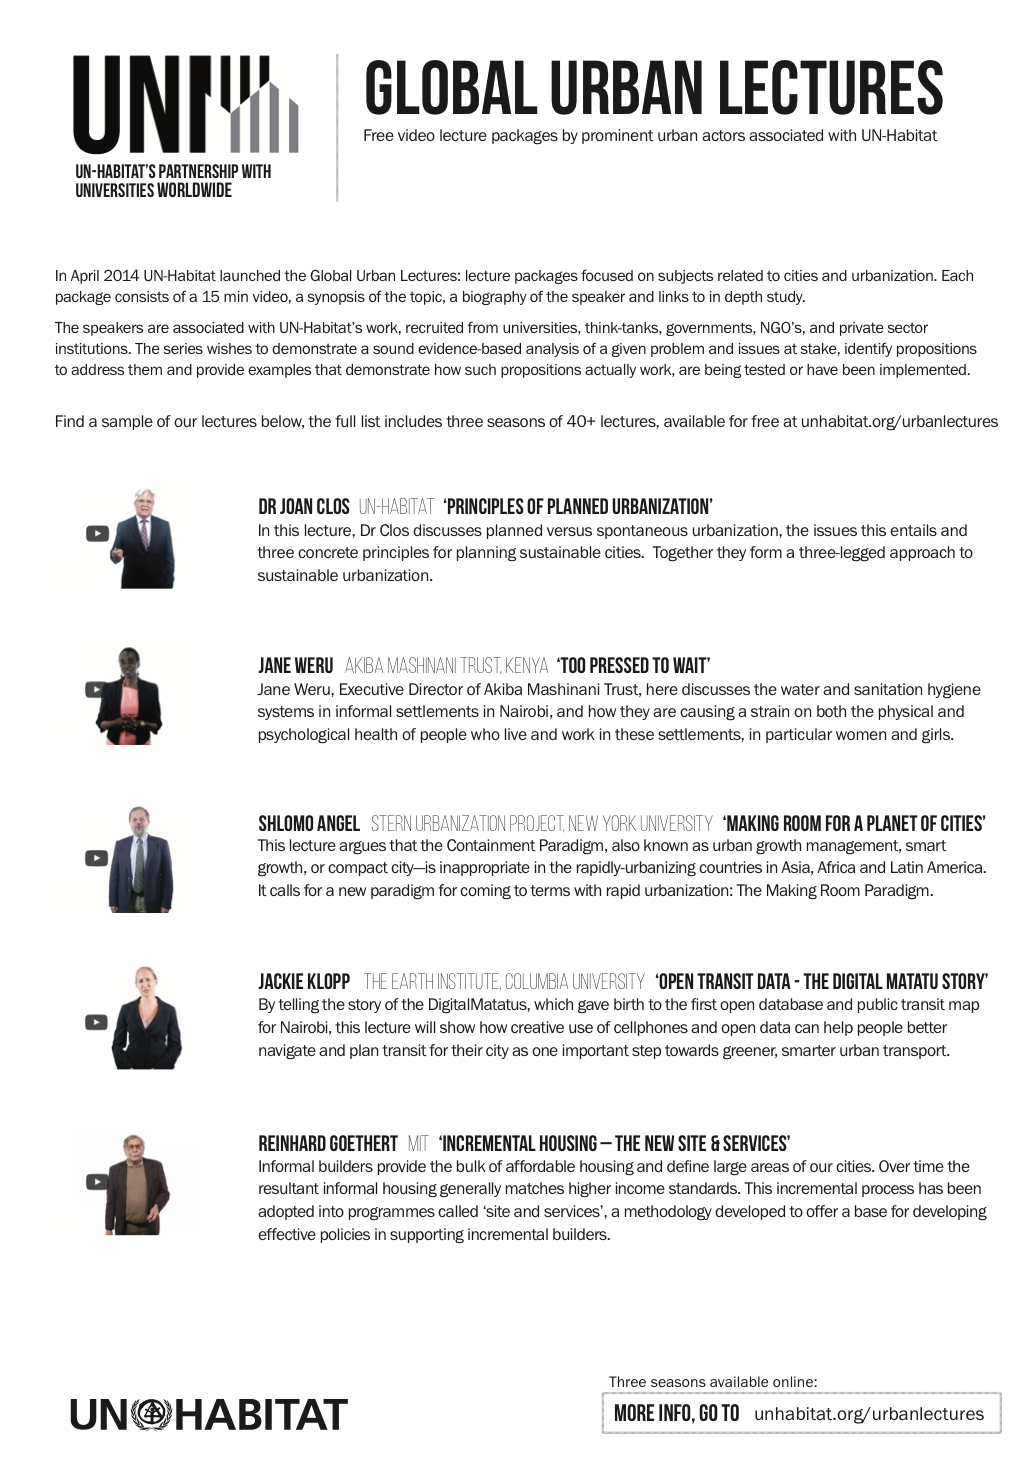 UNI
UN-HABITAT'S PARTNERSHIP WITH
UNIVERSITIES WORLDWIDE
GLOBAL URBAN LECTURES
Free video lecture packages by prominent urban actors associated with UN-Habitat
In April 2014 UN-Habitat launched the Global Urban Lectures: lecture packages focused on subjects related to cities and urbanization. Each
package consists of a 15 min video, a synopsis of the topic, a biography of the speaker and links to in depth study.
The speakers are associated with UN-Habitat's work, recruited from universities, think-tanks, governments, NGO's, and private sector
institutions. The series wishes to demonstrate a sound evidence-based analysis of a given problem and issues at stake, identify propositions
to address them and provide examples that demonstrate how such propositions actually work, are being tested or have been implemented.
Find a sample of our lectures below, the full list includes three seasons of 40+ lectures, available for free at unhabitat.org/urbanlectures
DR JOAN CLOS UN-HABITAT 'PRINCIPLES OF PLANNED URBANIZATION'
In this lecture, Dr Clos discusses planned versus spontaneous urbanization, the issues this entails and
three concrete principles for planning sustainable cities. Together they form a three-legged approach to
sustainable urbanization.
JANE WERU AKIBA MASHINANI TRUST, KENYA 'TOO PRESSED TO WAIT'
Jane Weru, Executive Director of Akiba Mashinani Trust, here discusses the water and sanitation hygiene
systems in informal settlements in Nairobi, and how they are causing a strain on both the physical and
psychological health of people who live and work in these settlements, in particular women and girls.
SHLOMO ANGEL STERN URBANIZATION PROJECT, NEW YORK UNIVERSITY 'MAKING ROOM FOR A PLANET OF CITIES'
This lecture argues that the Containment Paradigm, also known as urban growth management, smart
growth, or compact city—is inappropriate in the rapidly-urbanizing countries in Asia, Africa and Latin America.
It calls for a new paradigm for coming to terms with rapid urbanization: The Making Room Paradigm.
JACKIE KLOPP THE EARTH INSTITUTE, COLUMBIA UNIVERSITY 'OPEN TRANSIT DATA - THE DIGITAL MATATU STORY'
By telling the story of the DigitalMatatus, which gave birth to the first open database and public transit map
for Nairobi, this lecture will show how creative use of cellphones and open data can help people better
navigate and plan transit for their city as one important step towards greener, smarter urban transport.
REINHARD GOETHERT MIT 'INCREMENTAL HOUSING – THE NEW SITE & SERVICES'
Informal builders provide the bulk of affordable housing and define large areas of our cities. Over time the
resultant informal housing generally matches higher income standards. This incremental process has been
adopted into programmes called 'site and services', a methodology developed to offer a base for developing
effective policies in supporting incremental builders.
UN HABITAT
Three seasons available online:
MORE INFO, GO TO unhabitat.org/urbanlectures